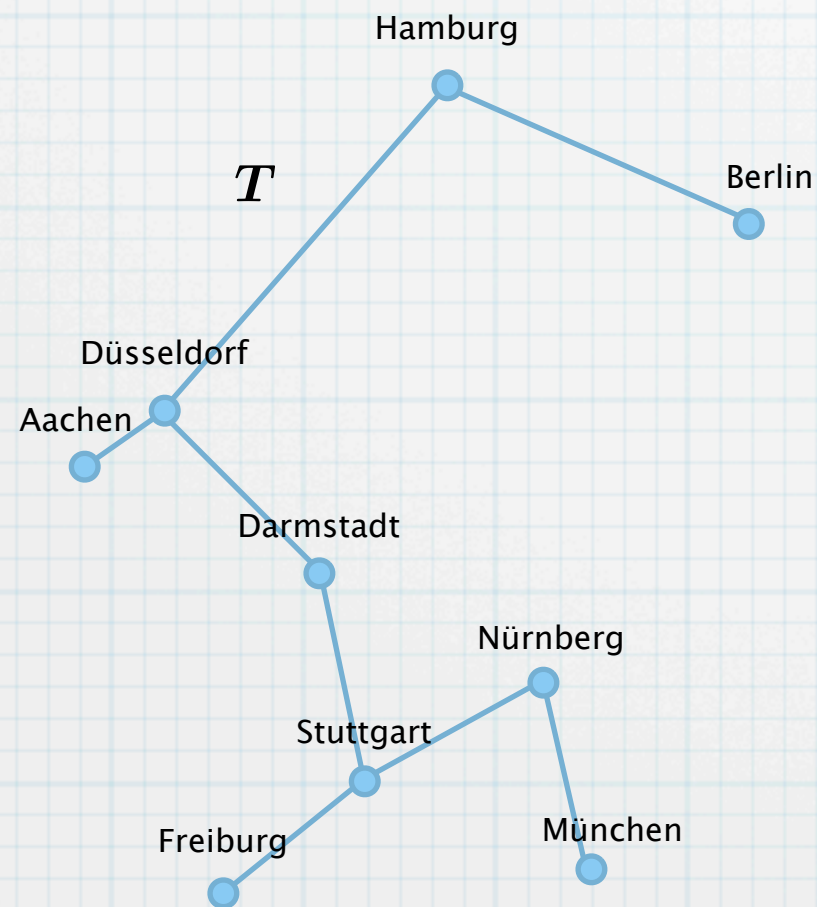 Hamburg
T
Berlin
Düsseldorf
Aachen
Darmstadt
Nürnberg
Stuttgart
München
Freiburg